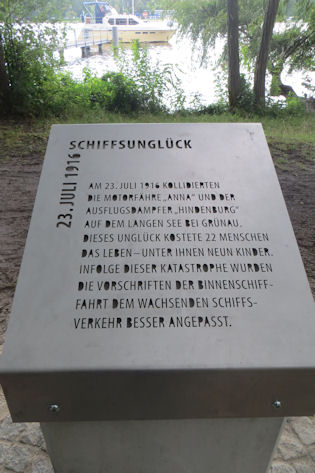 SCHIFFSUNGLÜCK
23. JULI 1916
AM 23. JULI 1916 KOLLIDIERTEN
DIE MOTORFÄHRE „ANNA" UND DER
AUSFLUGSDAMPFER „HINDENBURG"
AUF DEM LANGEN SEE BEI GRÜNAU.
DIESES UNGLÜCK KOSTETE 22 MENSCHEN
DAS LEBEN – UNTER IHNEN NEUN KINDER.
INFOLGE DIESER KATASTROPHE WURDEN
DIE VORSCHRIFTEN DER BINNENSCHIFF-
FAHRT DEM WACHSENDEN SCHIFFS-
VERKEHR BESSER ANGEPASST.